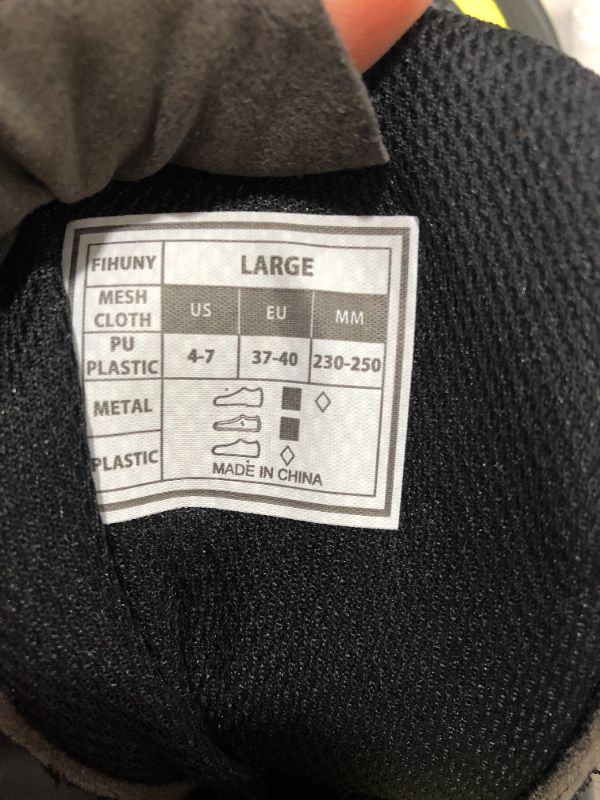 FIHUNY LARGE
MESH CLOTH US EU MM
PU PLASTIC 4-7 37-40 230-250
METAL
PLASTIC
MADE IN CHINA